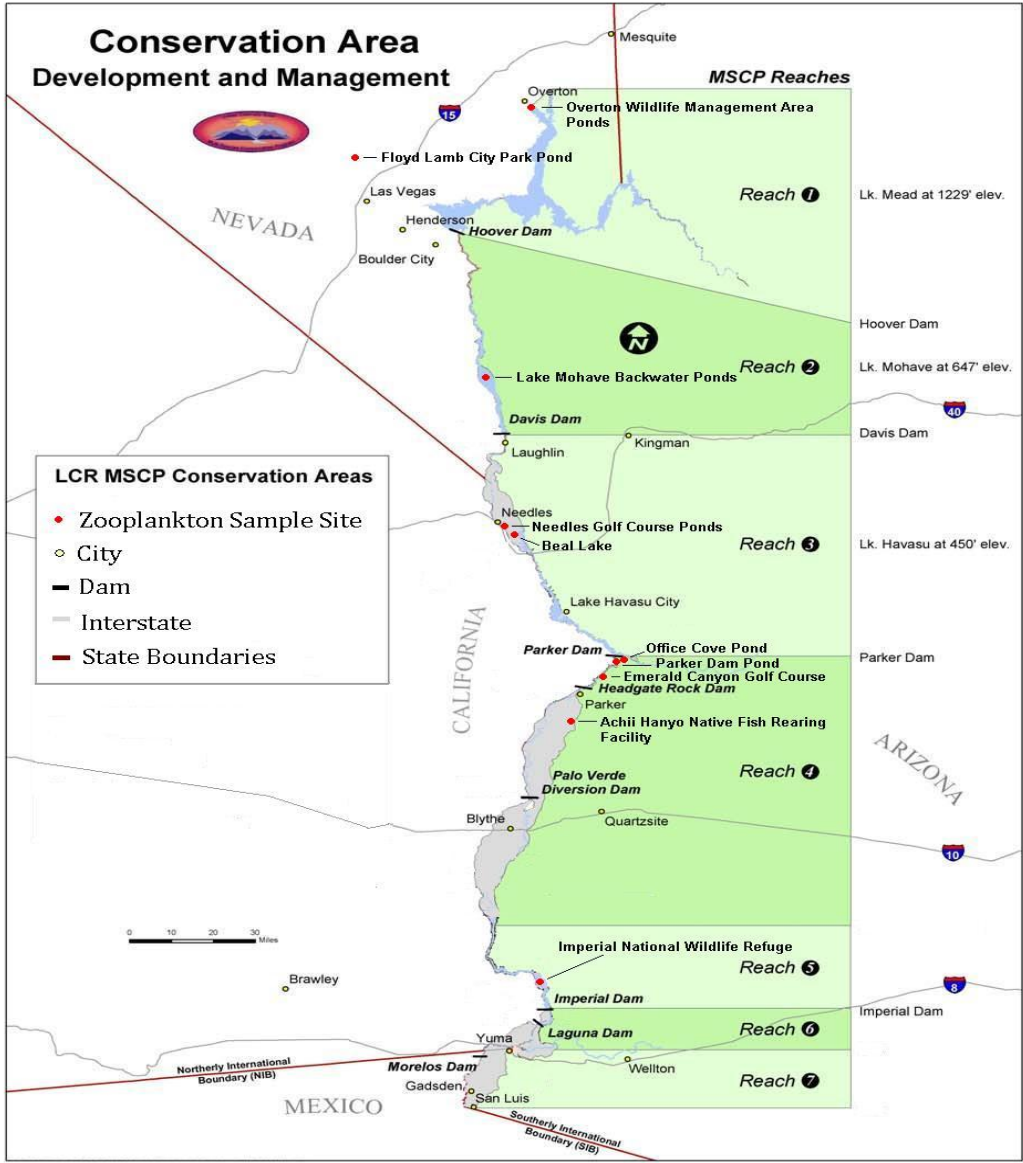 Conservation Area
Development and Management
Mesquite
MSCP Reaches
Overton
15
Overton Wildlife Management Area
Ponds
Floyd Lamb City Park Pond
Las Vegas
Reach 1
Lk. Mead at 1229' elev.
NEVADA
Henderson
Hoover Dam
Boulder City
Hoover Dam
N
Reach 2
Lk. Mohave at 647' elev.
Lake Mohave Backwater Ponds
40
Davis Dam
Davis Dam
Kingman
Laughlin
LCR MSCP Conservation Areas
Zooplankton Sample Site
City
Dam
Interstate
State Boundaries
Needles
Needles Golf Course Ponds
Beal Lake
Reach 3
Lk. Havasu at 450' elev.
Lake Havasu City
CALIFORNIA
Parker Dam
Office Cove Pond
Parker Dam Pond
Parker Dam
Emerald Canyon Golf Course
Headgate Rock Dam
Parker
Achii Hanyo Native Fish Rearing
Facility
ARIZONA
Reach 4
Palo Verde
Diversion Dam
Blythe
Quartzsite
10
0 10 20 30
Miles
Imperial National Wildlife Refuge
Reach 5
Brawley
8
Imperial Dam
Imperial Dam
Laguna Dam
Reach 6
Yuma
Northerly International
Boundary (NIB)
Morelos Dam
Wellton
Reach 7
Gadsden
San Luis
MEXICO
Southerly International
Boundary (SIB)